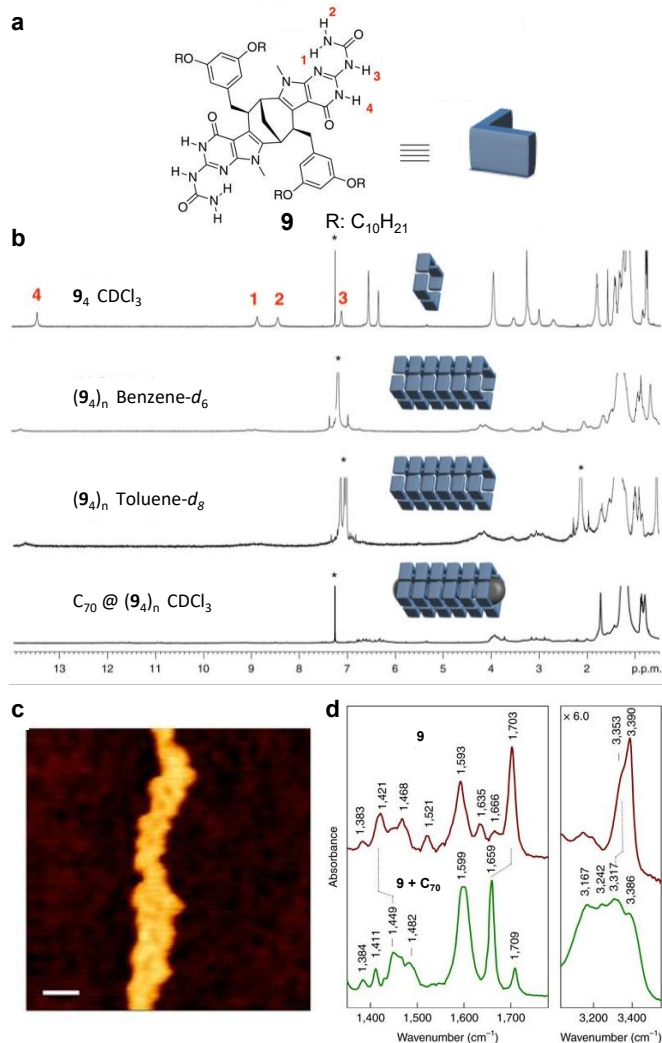 a
2
H
N
H
1
O
N
H
3
N
N
N
H
4
O
OR
RO
O
HN
N
N
N
H
N
O
N
H
H
RO
OR
9 R: C10H21
b
*
4
9₄ CDCl₃
1
2
3
*
(9₄)n Benzene-d₆
*
*
(9₄)n Toluene-d₈
*
C₇₀ @ (9₄)n CDCl₃
13 12 11 10 9 8 7 6 5 4 3 2 1 p.p.m.
c
d
9
1,383
1,421
1,468
1,521
1,593
1,635
1,666
1,703
9 + C₇₀
1,384
1,411
1,449
1,482
1,599
1,659
1,709
Absorbance
1,400 1,500 1,600 1,700
Wavenumber (cm⁻¹)
× 6.0
3,353
3,390
3,167
3,242
3,317
3,386
3,200 3,400
Wavenumber (cm⁻¹)